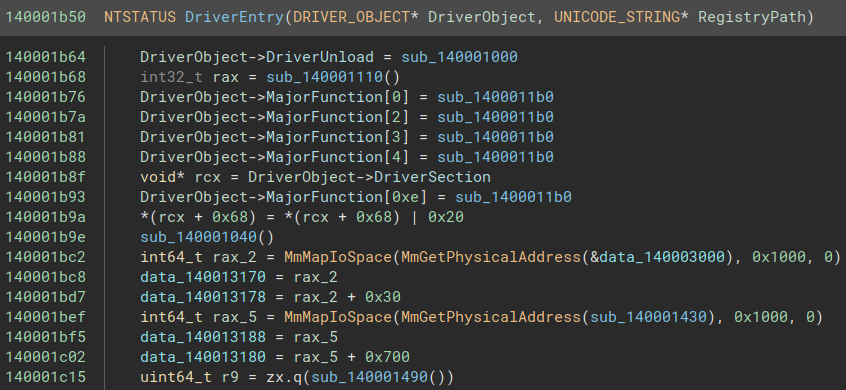 140001b50 NTSTATUS DriverEntry(DRIVER_OBJECT* DriverObject, UNICODE_STRING* RegistryPath)
140001b64 DriverObject->DriverUnload = sub_140001000
140001b68 int32_t rax = sub_140001110()
140001b76 DriverObject->MajorFunction[0] = sub_1400011b0
140001b7a DriverObject->MajorFunction[2] = sub_1400011b0
140001b81 DriverObject->MajorFunction[3] = sub_1400011b0
140001b88 DriverObject->MajorFunction[4] = sub_1400011b0
140001b8f void* rcx = DriverObject->DriverSection
140001b93 DriverObject->MajorFunction[0xe] = sub_1400011b0
140001b9a *(rcx + 0x68) = *(rcx + 0x68) | 0x20
140001b9e sub_140001040()
140001bc2 int64_t rax_2 = MmMapIoSpace(MmGetPhysicalAddress(&data_140003000), 0x1000, 0)
140001bc8 data_140013170 = rax_2
140001bd7 data_140013178 = rax_2 + 0x30
140001bef int64_t rax_5 = MmMapIoSpace(MmGetPhysicalAddress(sub_140001430), 0x1000, 0)
140001bf5 data_140013188 = rax_5
140001c02 data_140013180 = rax_5 + 0x700
140001c15 uint64_t r9 = zx.q(sub_140001490())